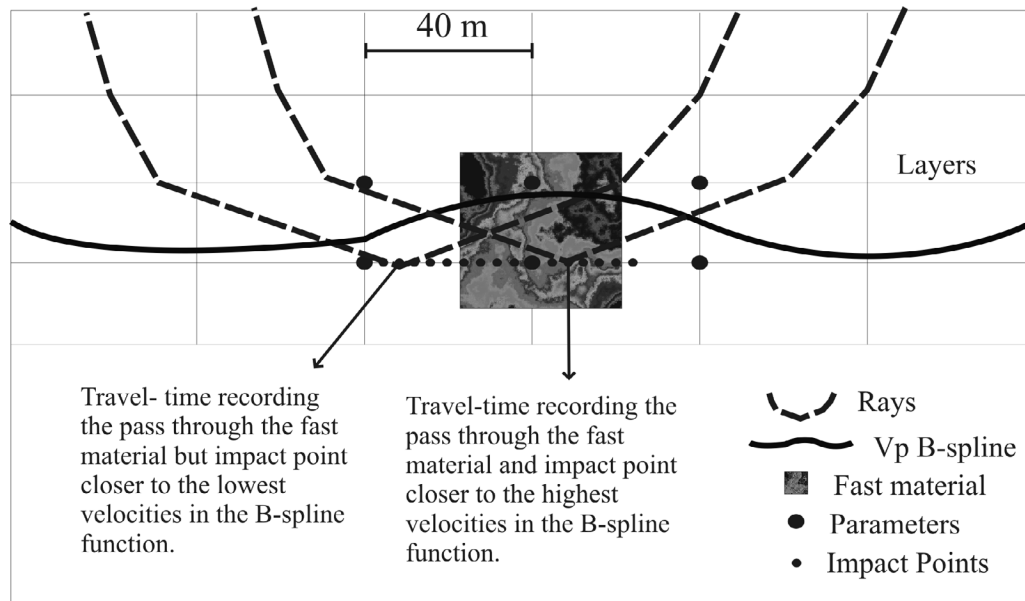 40 m
Layers
Travel- time recording
the pass through the fast
material but impact point
closer to the lowest
velocities in the B-spline
function.
Travel-time recording the
pass through the fast
material and impact point
closer to the highest
velocities in the B-spline
function.
Rays
Vp B-spline
Fast material
Parameters
Impact Points